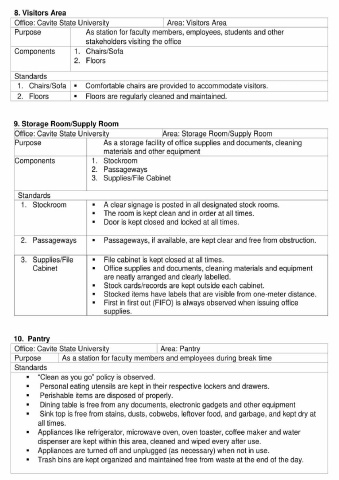 8. Visitors Area
Office: Cavite State University Area: Visitors Area
Purpose As station for faculty members, employees, students and other
stakeholders visiting the office
Components 1. Chairs/Sofa
2. Floors
Standards
1. Chairs/Sofa ▪ Comfortable chairs are provided to accommodate visitors.
2. Floors ▪ Floors are regularly cleaned and maintained.
9. Storage Room/Supply Room
Office: Cavite State University Area: Storage Room/Supply Room
Purpose As a storage facility of office supplies and documents, cleaning
materials and other equipment
Components 1. Stockroom
2. Passageways
3. Supplies/File Cabinet
Standards
1. Stockroom ▪ A clear signage is posted in all designated stock rooms.
▪ The room is kept clean and in order at all times.
▪ Door is kept closed and locked at all times.
2. Passageways ▪ Passageways, if available, are kept clear and free from obstruction.
3. Supplies/File ▪ File cabinet is kept closed at all times.
Cabinet ▪ Office supplies and documents, cleaning materials and equipment
are neatly arranged and clearly labelled.
▪ Stock cards/records are kept outside each cabinet.
▪ Stocked items have labels that are visible from one-meter distance.
▪ First in first out (FIFO) is always observed when issuing office
supplies.
10. Pantry
Office: Cavite State University Area: Pantry
Purpose As a station for faculty members and employees during break time
Standards
▪ "Clean as you go" policy is observed.
▪ Personal eating utensils are kept in their respective lockers and drawers.
▪ Perishable items are disposed of properly.
▪ Dining table is free from any documents, electronic gadgets and other equipment
▪ Sink top is free from stains, dusts, cobwebs, leftover food, and garbage, and kept dry at
all times.
▪ Appliances like refrigerator, microwave oven, oven toaster, coffee maker and water
dispenser are kept within this area, cleaned and wiped every after use.
▪ Appliances are turned off and unplugged (as necessary) when not in use.
▪ Trash bins are kept organized and maintained free from waste at the end of the day.